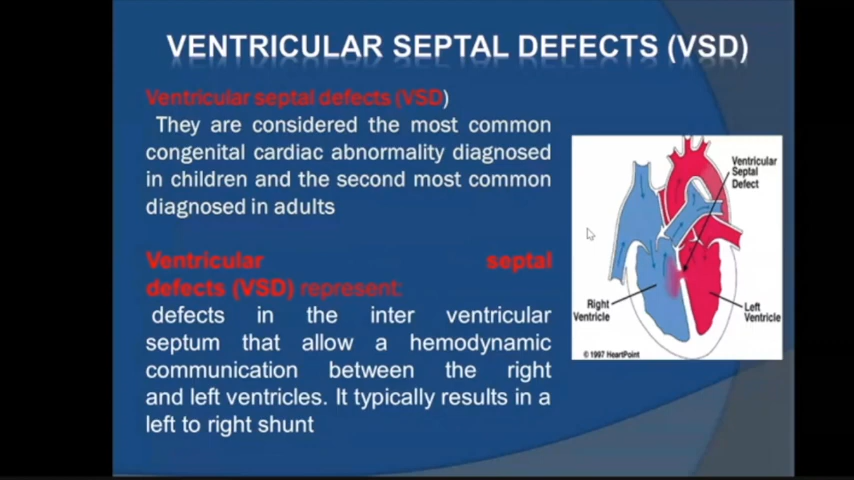 VENTRICULAR SEPTAL DEFECTS (VSD)
Ventricular septal defects (VSD)
They are considered the most common
congenital cardiac abnormality diagnosed
in children and the second most common
diagnosed in adults
Ventricular septal
defects (VSD) represent:
defects in the inter ventricular
septum that allow a hemodynamic
communication between the right
and left ventricles. It typically results in a
left to right shunt
Ventricular
Septal
Defect
Right
Ventricle
Left
Ventricle
© 1997 HeartPoint